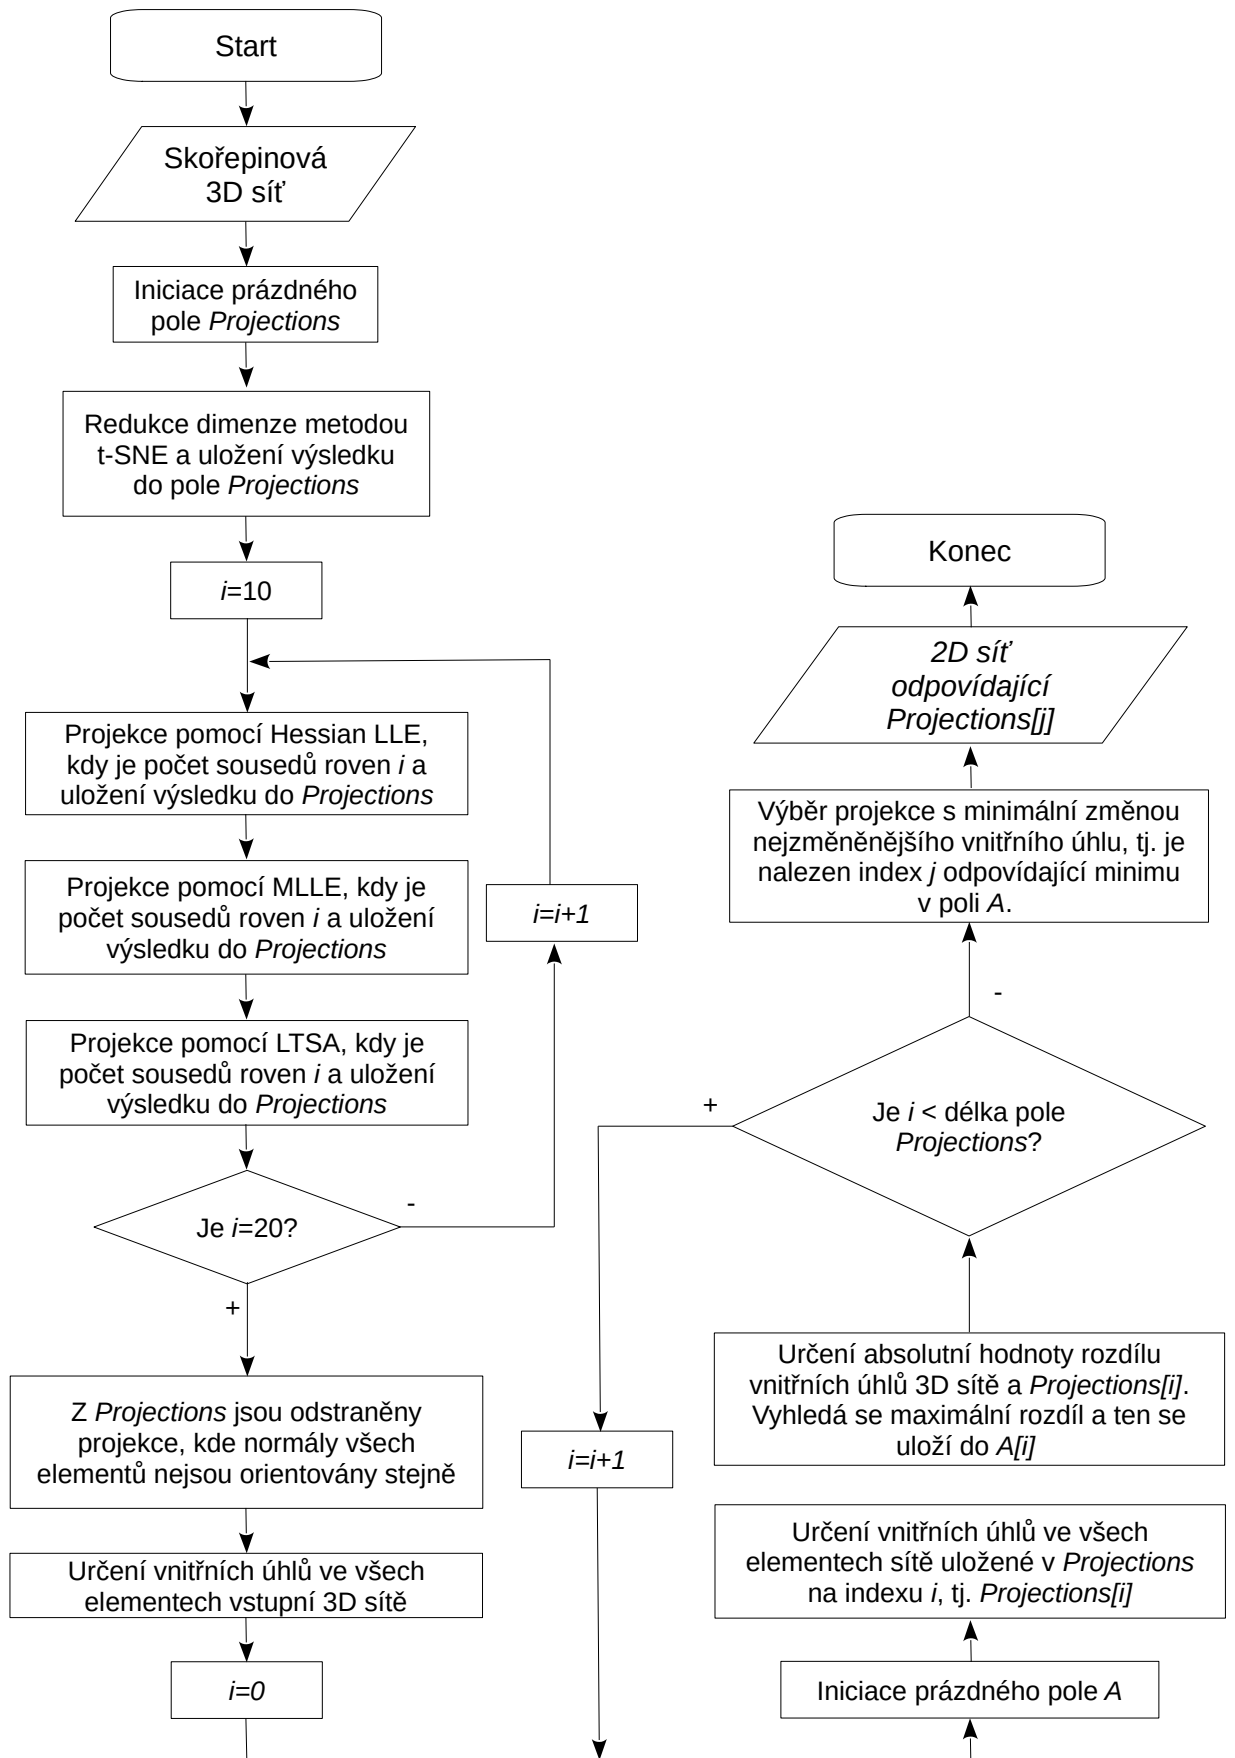 Start
Skořepinová
3D síť
Iniciace prázdného
pole Projections
Redukce dimenze metodou
t-SNE a uložení výsledku
do pole Projections
i=10
Projekce pomocí Hessian LLE,
kdy je počet sousedů roven i a
uložení výsledku do Projections
Projekce pomocí MLLE, kdy je
počet sousedů roven i a uložení
výsledku do Projections
Projekce pomocí LTSA, kdy je
počet sousedů roven i a uložení
výsledku do Projections
Je i=20?
-
i=i+1
+
Z Projections jsou odstraněny
projekce, kde normály všech
elementů nejsou orientovány stejně
Určení vnitřních úhlů ve všech
elementech vstupní 3D sítě
i=0
Iniciace prázdného pole A
Určení vnitřních úhlů ve všech
elementech sítě uložené v Projections
na indexu i, tj. Projections[i]
Určení absolutní hodnoty rozdílu
vnitřních úhlů 3D sítě a Projections[i].
Vyhledá se maximální rozdíl a ten se
uloží do A[i]
Je i < délka pole
Projections?
+
i=i+1
-
Výběr projekce s minimální změnou
nejzměněnějšího vnitřního úhlu, tj. je
nalezen index j odpovídající minimu
v poli A.
2D síť
odpovídající
Projections[j]
Konec